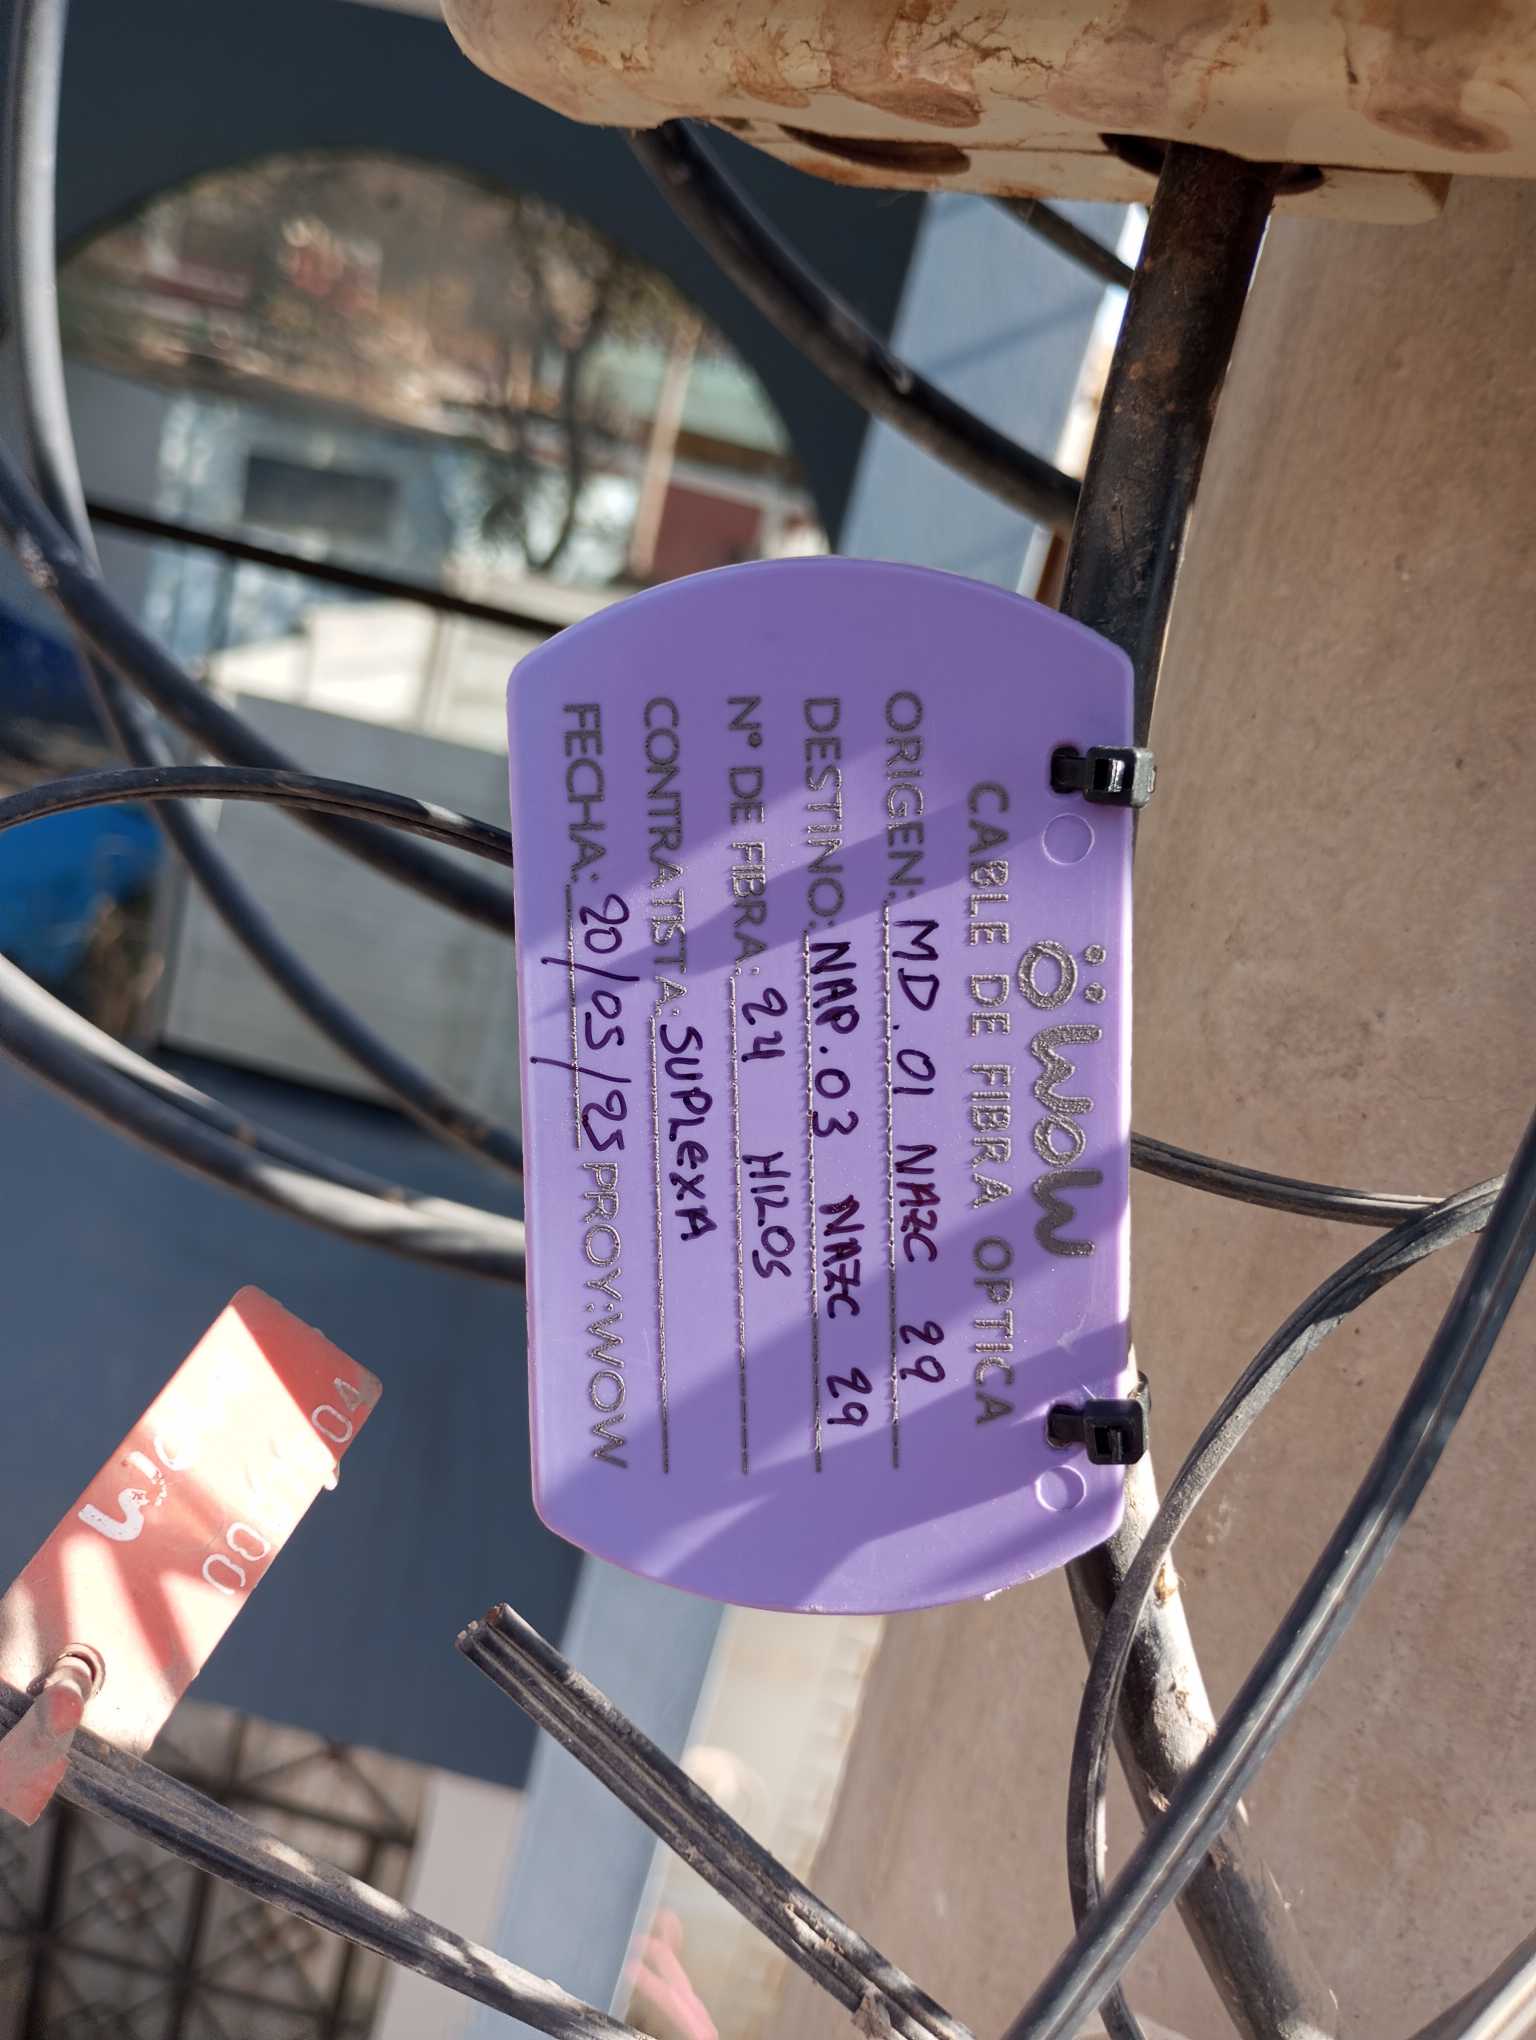 wow
CABLE DE FIBRA OPTICA
ORIGEN: MD.01 NAZC 29
DESTINO: NAP.03 NAZC 29
N° DE FIBRA: 24 HILOS
CONTRATISTA: SUPLEXA
FECHA: 20/05/25 PROY:WOW